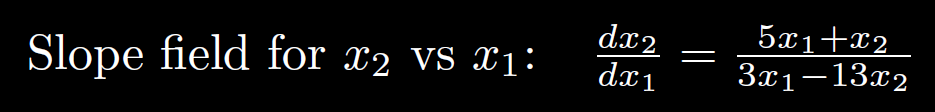 Slope field for x₂ vs x₁: dx₂/dx₁ = (5x₁+x₂)/(3x₁−13x₂)